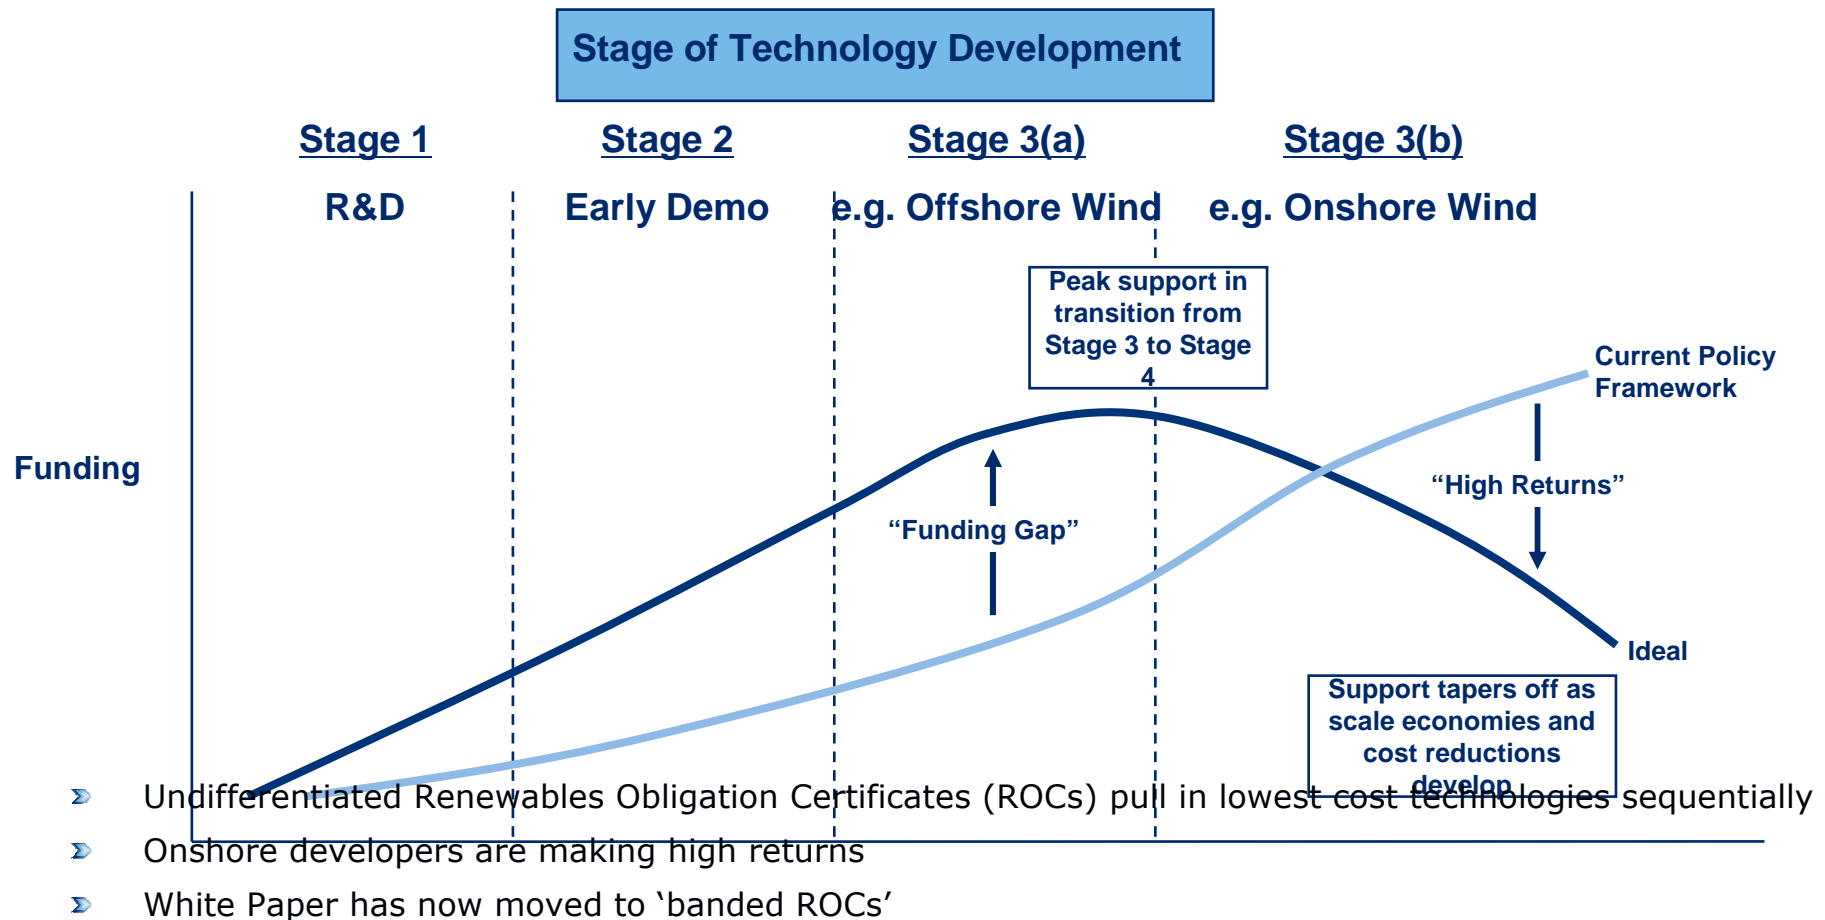 Stage of Technology Development
Stage 1
Stage 2
Stage 3(a)
Stage 3(b)
R&D
Early Demo
e.g. Offshore Wind
e.g. Onshore Wind
Peak support in
transition from
Stage 3 to Stage
4
Current Policy
Framework
Funding
“High Returns”
“Funding Gap”
Ideal
Support tapers off as
scale economies and
cost reductions
develop
Undifferentiated Renewables Obligation Certificates (ROCs) pull in lowest cost technologies sequentially
Onshore developers are making high returns
White Paper has now moved to ‘banded ROCs’